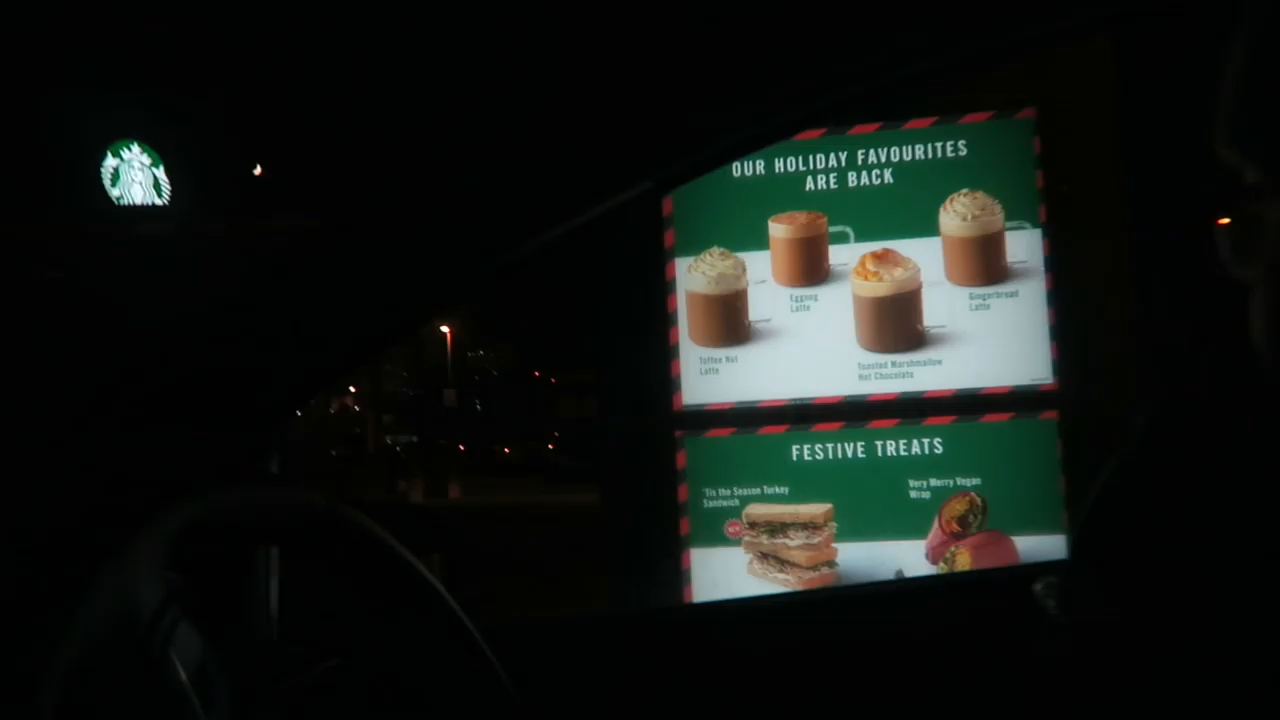 OUR HOLIDAY FAVOURITES
ARE BACK
Eggnog
Latte
Gingerbread
Latte
Toffee Nut
Latte
Toasted Marshmallow
Hot Chocolate
FESTIVE TREATS
'Tis the Season Turkey
Sandwich
NEW
Very Merry Vegan
Wrap